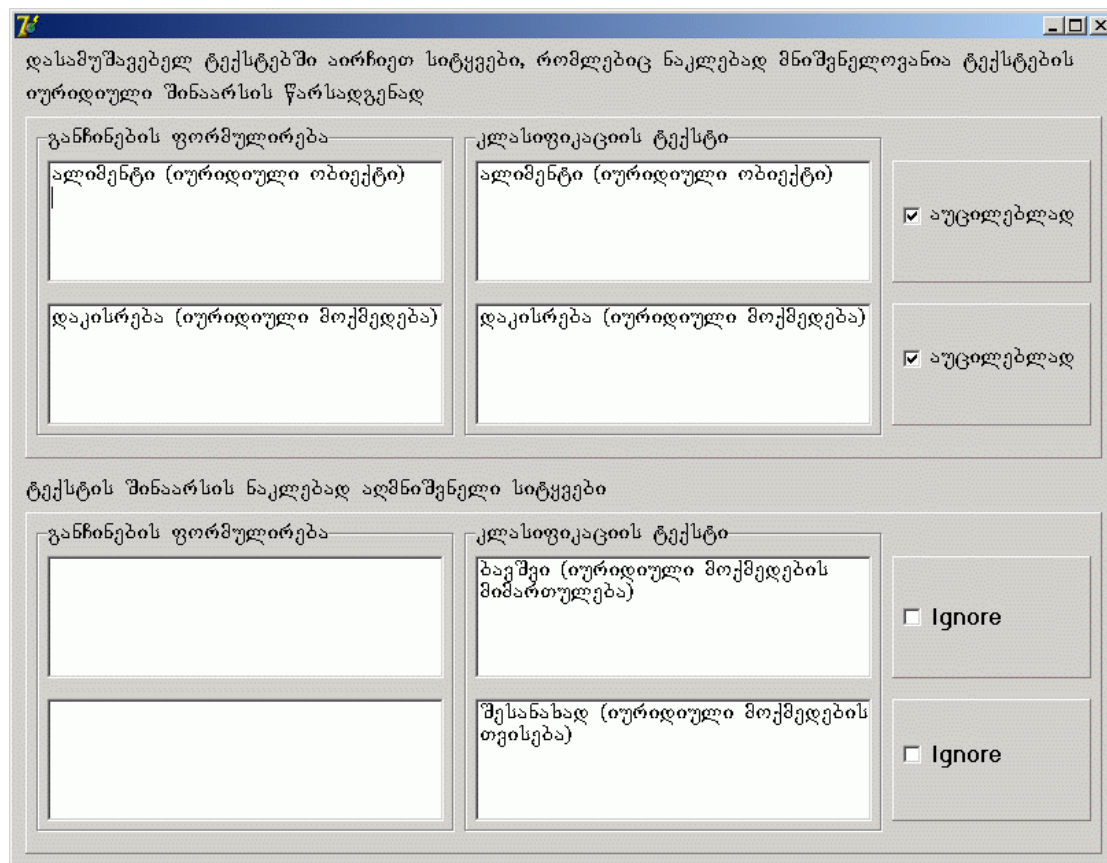 დასამუშავებელ ტექსტებში აირჩიეთ სიტყვები, რომლებიც ნაკლებად მნიშვნელოვანია ტექსტების
იურიდიული შინაარსის წარსადგენად
განჩინების ფორმულირება
კლასიფიკაციის ტექსტი
ალიმენტი (იურიდიული ობიექტი)
ალიმენტი (იურიდიული ობიექტი)
აუცილებლად
დაკისრება (იურიდიული მოქმედება)
დაკისრება (იურიდიული მოქმედება)
აუცილებლად
ტექსტის შინაარსის ნაკლებად აღმნიშვნელი სიტყვები
განჩინების ფორმულირება
კლასიფიკაციის ტექსტი
ბავშვი (იურიდიული მოქმედების
მიმართულება)
Ignore
შესანახად (იურიდიული მოქმედების
თვისება)
Ignore